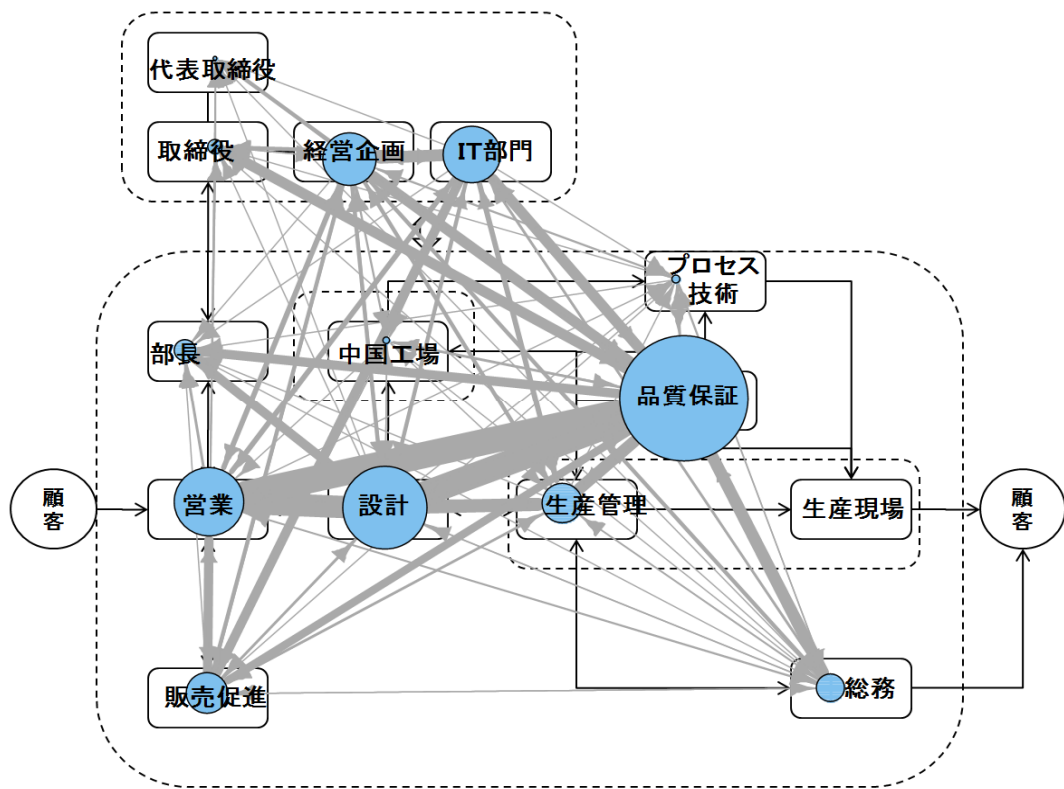 代表取締役
取締役
経営企画
IT部門
プロセス
技術
部長
中国工場
品質保証
顧
客
営業
設計
生産管理
生産現場
顧
客
販売促進
総務